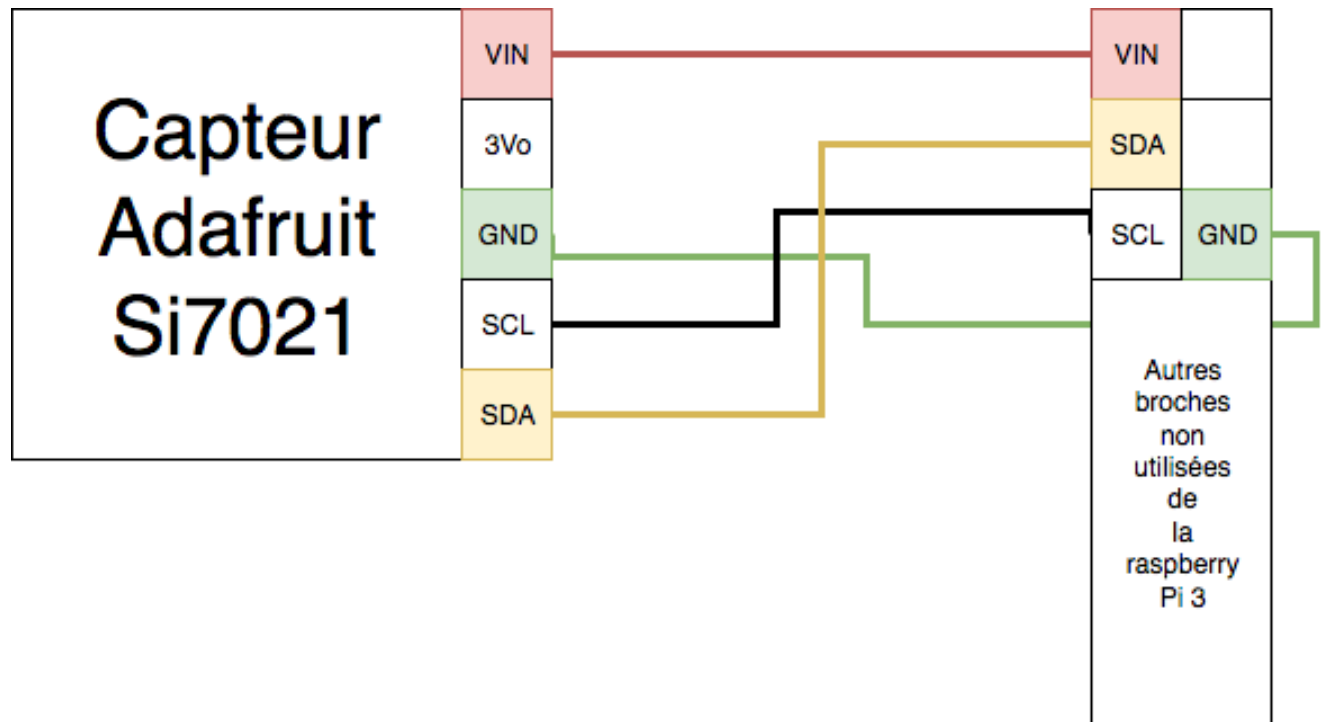 Capteur
Adafruit
Si7021
VIN
3Vo
GND
SCL
SDA
VIN
SDA
SCL GND
Autres
broches
non
utilisées
de
la
raspberry
Pi 3